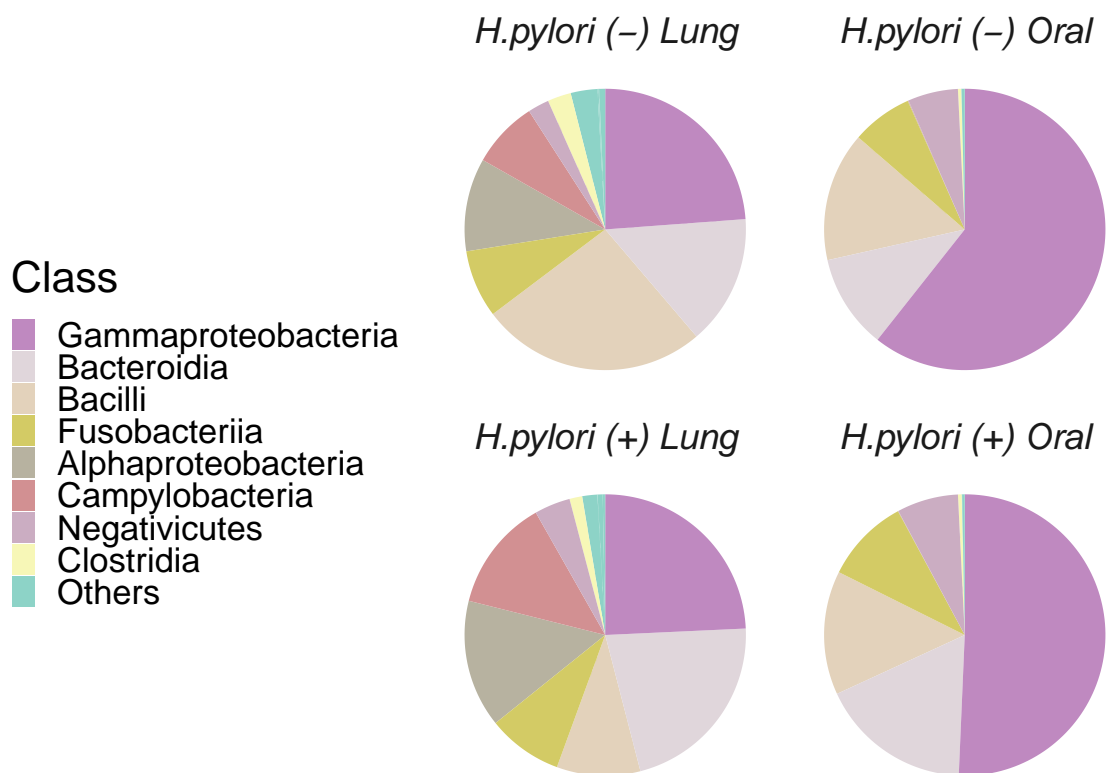 H.pylori (−) Lung
H.pylori (−) Oral
Class
Gammaproteobacteria
Bacteroidia
Bacilli
Fusobacteriia
Alphaproteobacteria
Campylobacteria
Negativicutes
Clostridia
Others
H.pylori (+) Lung
H.pylori (+) Oral